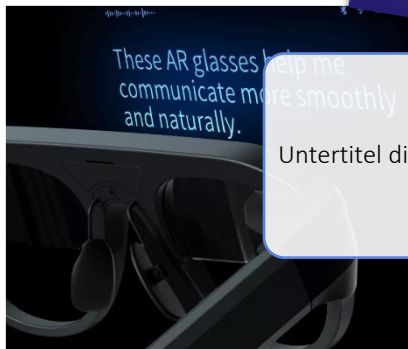 These AR glasses help me
communicate more smoothly
and naturally.
Untertitel di